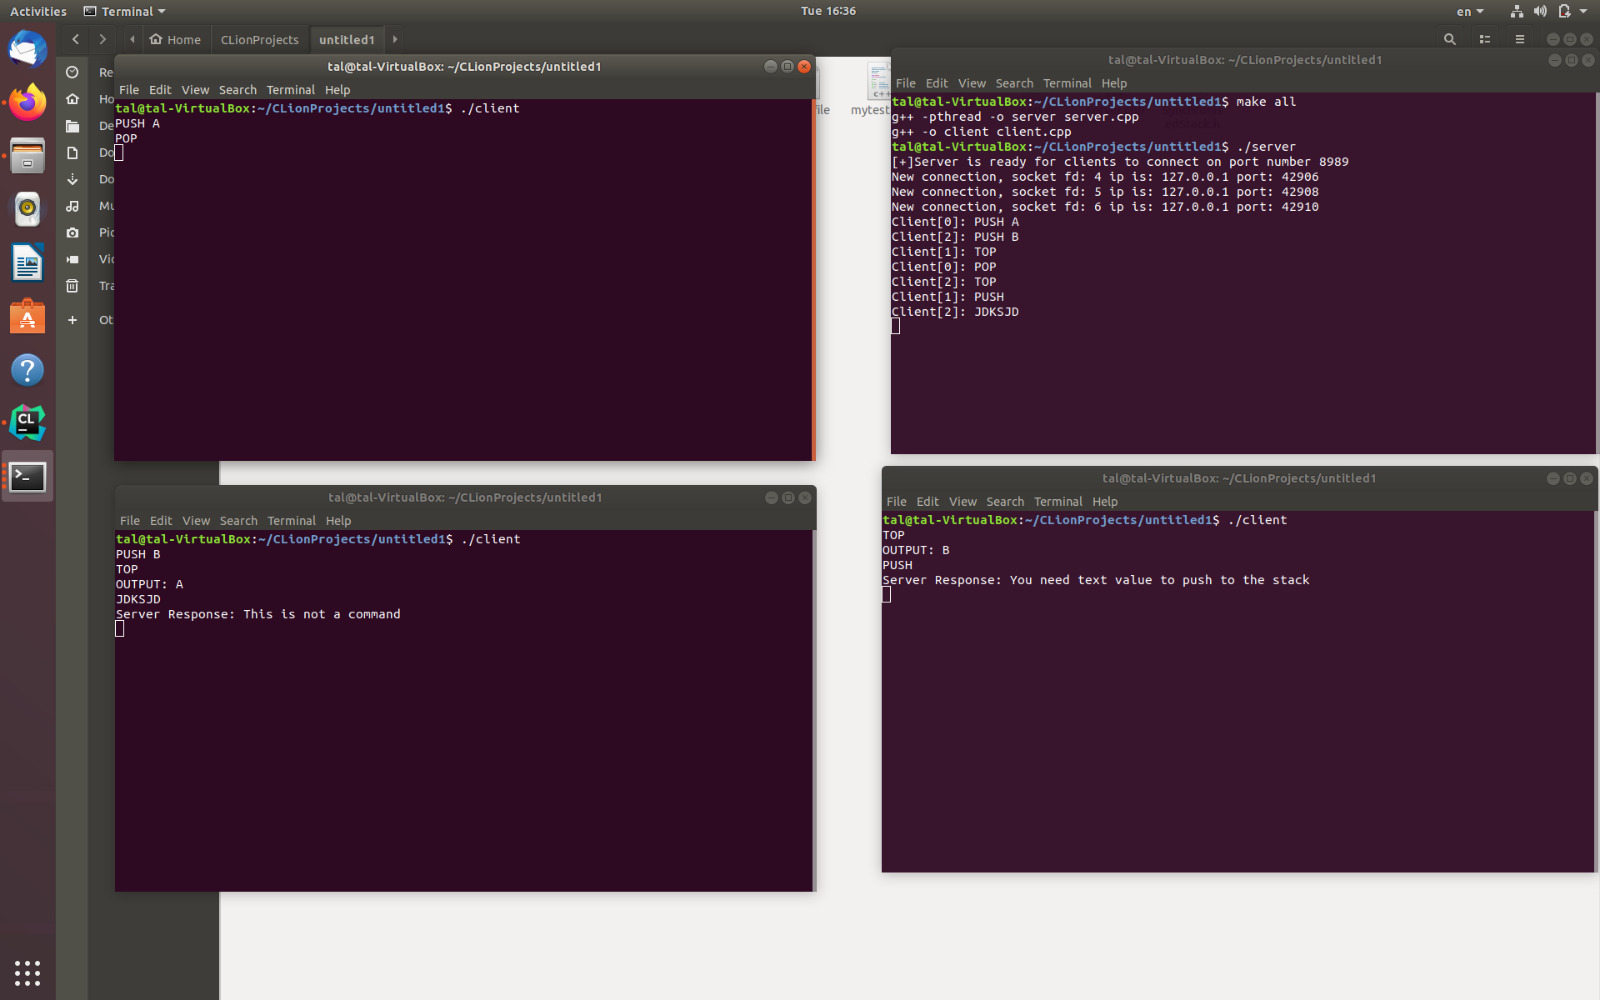 Activities Terminal Tue 16:36 en
Home CLionProjects untitled1
tal@tal-VirtualBox: ~/CLionProjects/untitled1
File Edit View Search Terminal Help
tal@tal-VirtualBox:~/CLionProjects/untitled1$ ./client
PUSH A
POP
tal@tal-VirtualBox: ~/CLionProjects/untitled1
File Edit View Search Terminal Help
tal@tal-VirtualBox:~/CLionProjects/untitled1$ make all
g++ -pthread -o server server.cpp
g++ -o client client.cpp
tal@tal-VirtualBox:~/CLionProjects/untitled1$ ./server
[+]Server is ready for clients to connect on port number 8989
New connection, socket fd: 4 ip is: 127.0.0.1 port: 42906
New connection, socket fd: 5 ip is: 127.0.0.1 port: 42908
New connection, socket fd: 6 ip is: 127.0.0.1 port: 42910
Client[0]: PUSH A
Client[2]: PUSH B
Client[1]: TOP
Client[0]: POP
Client[2]: TOP
Client[1]: PUSH
Client[2]: JDKSJD
Re
Ho
De
Do
Do
Mu
Pic
Vi
Tra
Ot
ile
mytest
C++
CL
tal@tal-VirtualBox: ~/CLionProjects/untitled1
File Edit View Search Terminal Help
tal@tal-VirtualBox:~/CLionProjects/untitled1$ ./client
PUSH B
TOP
OUTPUT: A
JDKSJD
Server Response: This is not a command
tal@tal-VirtualBox: ~/CLionProjects/untitled1
File Edit View Search Terminal Help
tal@tal-VirtualBox:~/CLionProjects/untitled1$ ./client
TOP
OUTPUT: B
PUSH
Server Response: You need text value to push to the stack